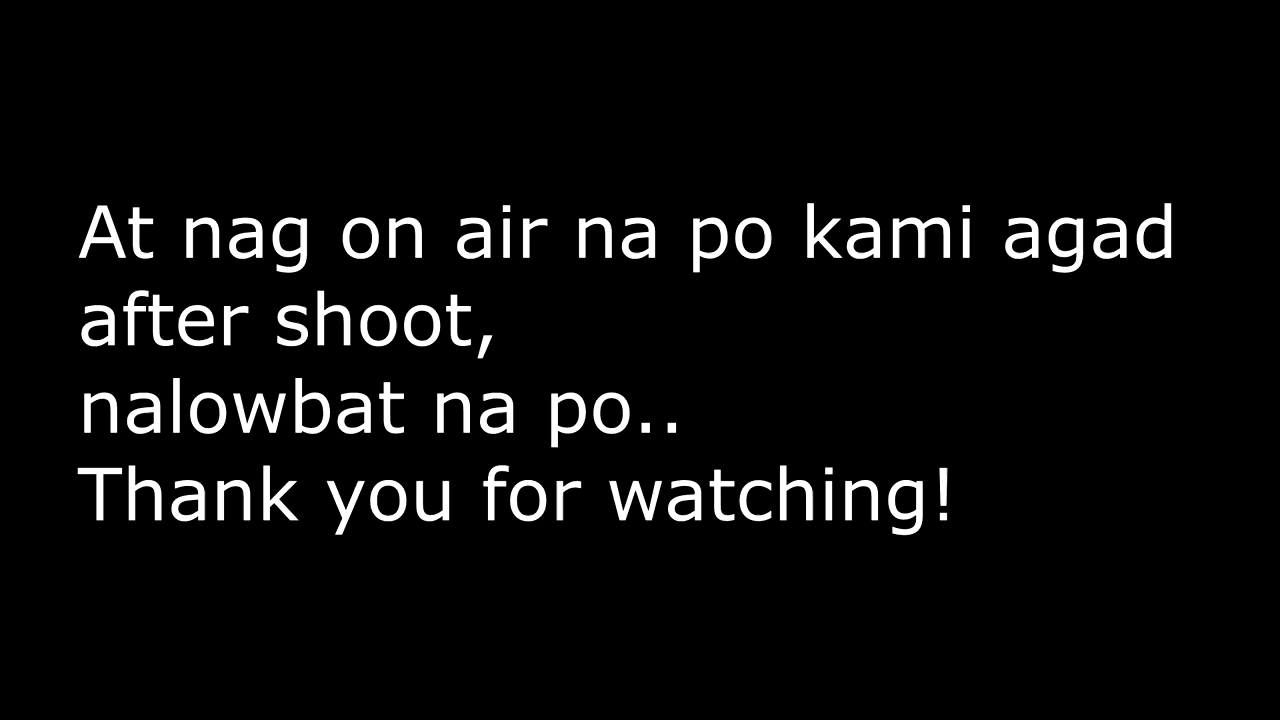 At nag on air na po kami agad
after shoot,
nalowbat na po..
Thank you for watching!